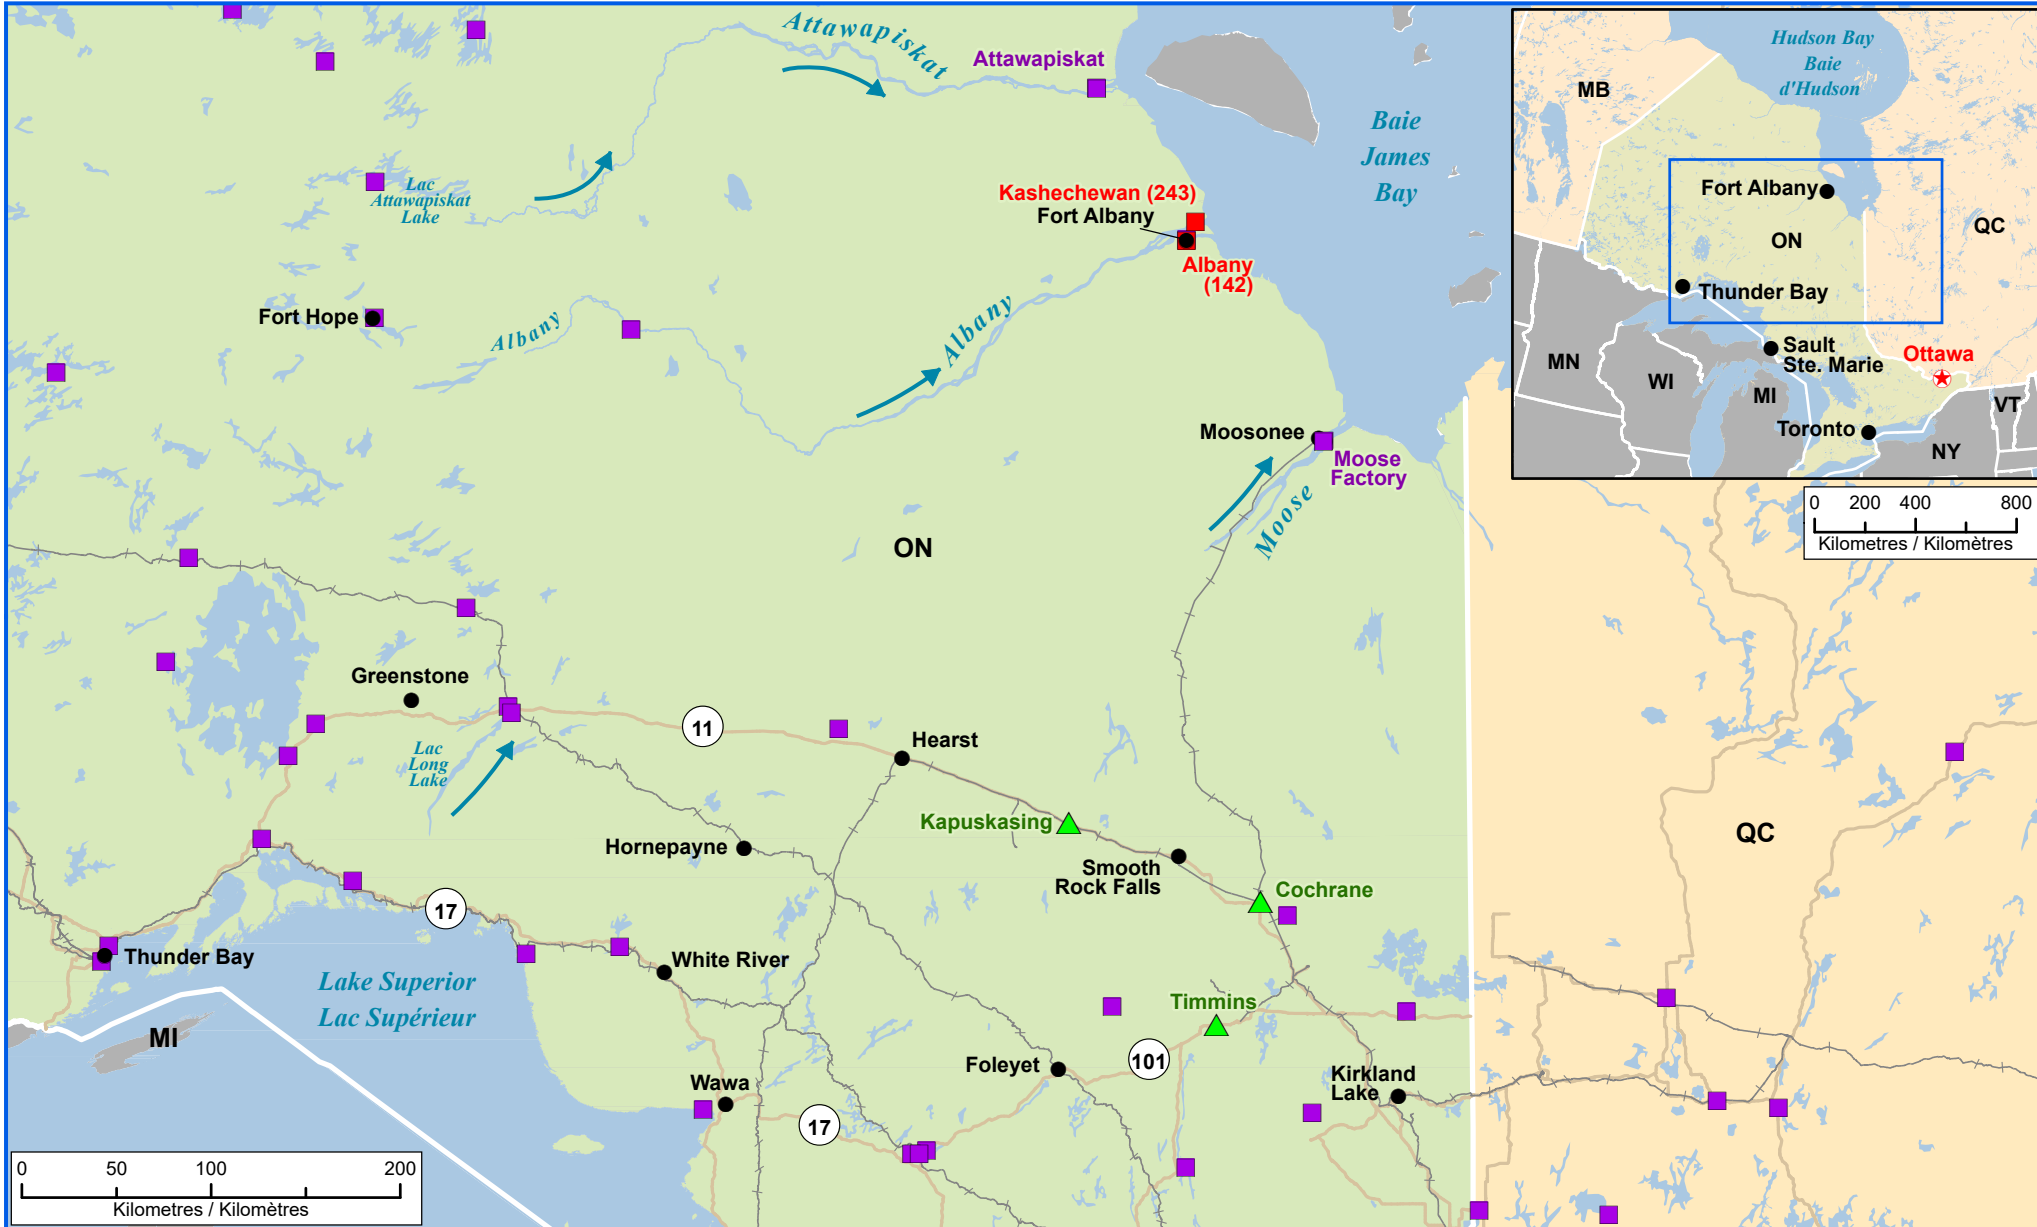 Attawapiskat
Attawapiskat
Baie
James
Bay
Lac
Attawapiskat
Lake
Kashechewan (243)
Fort Albany
Albany
(142)
Fort Hope
Albany
Albany
Moosonee
Moose
Factory
Moose
ON
Greenstone
11
Hearst
Lac
Long
Lake
Kapuskasing
Hornepayne
Smooth
Rock Falls
Cochrane
17
Thunder Bay
White River
Lake Superior
Lac Supérieur
MI
Timmins
Foleyet
101
Wawa
17
Kirkland
Lake
QC
0 50 100 200
Kilometres / Kilomètres
Hudson Bay
Baie
d'Hudson
MB
Fort Albany
ON
QC
Thunder Bay
Sault
Ste. Marie
Ottawa
MN
WI
MI
VT
Toronto
NY
0 200 400 800
Kilometres / Kilomètres